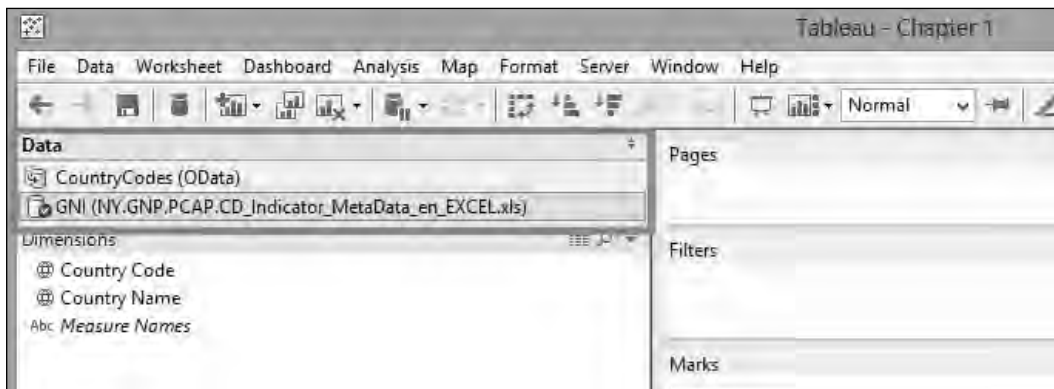 Tableau - Chapter 1
File Data Worksheet Dashboard Analysis Map Format Server Window Help
Normal
Data
CountryCodes (OData)
GNI (NY.GNP.PCAP.CD_Indicator_MetaData_en_EXCEL.xls)
Dimensions
Country Code
Country Name
Abc Measure Names
Pages
Filters
Marks